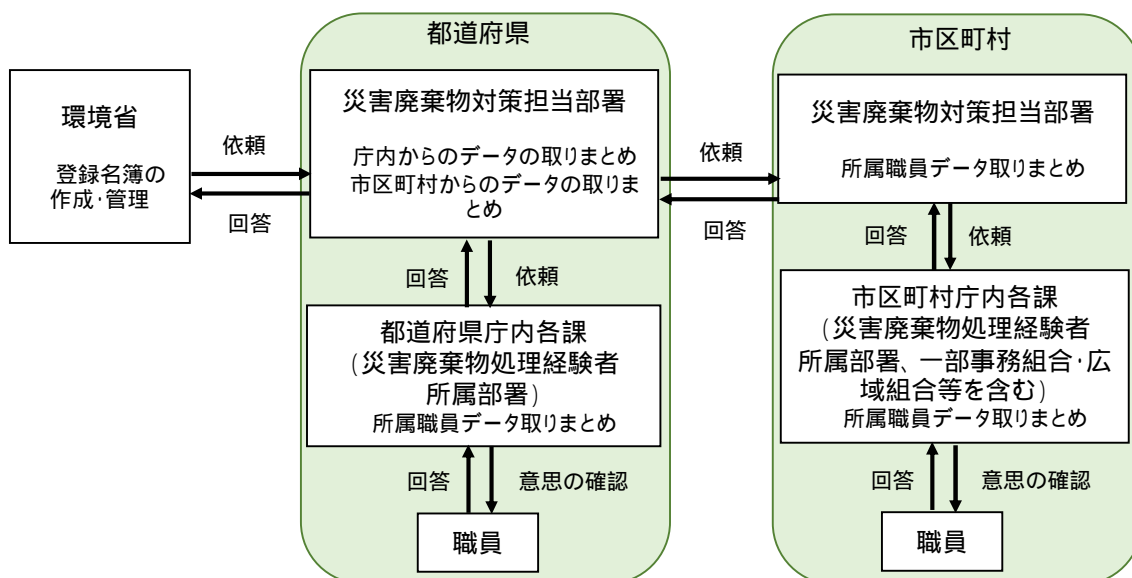 都道府県
市区町村
環境省
登録名簿の
作成・管理
依頼
回答
災害廃棄物対策担当部署
庁内からのデータの取りまとめ
市区町村からのデータの取りま
とめ
依頼
回答
災害廃棄物対策担当部署
所属職員データ取りまとめ
回答
依頼
回答
依頼
都道府県庁内各課
(災害廃棄物処理経験者
所属部署)
所属職員データ取りまとめ
市区町村庁内各課
(災害廃棄物処理経験者
所属部署、一部事務組合・広
域組合等を含む)
所属職員データ取りまとめ
回答
意思の確認
回答
意思の確認
職員
職員